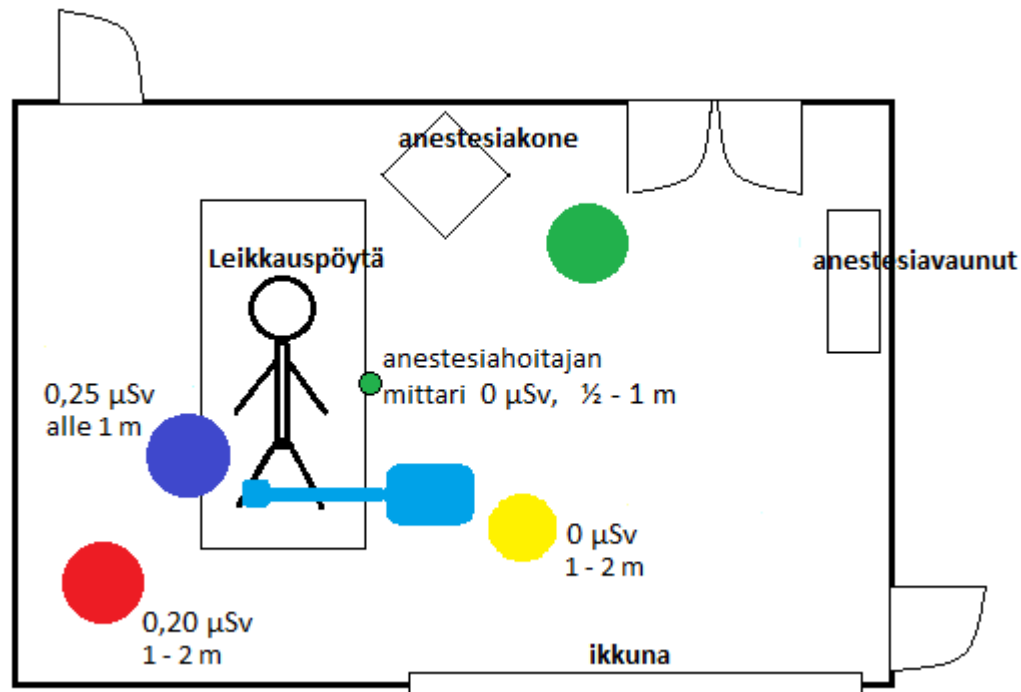 anestesiakone
Leikkauspöytä
anestesiavaunut
anestesiahoitajan
mittari 0 µSv, ½ - 1 m
0,25 µSv
alle 1 m
0 µSv
1 - 2 m
0,20 µSv
1 - 2 m
ikkuna